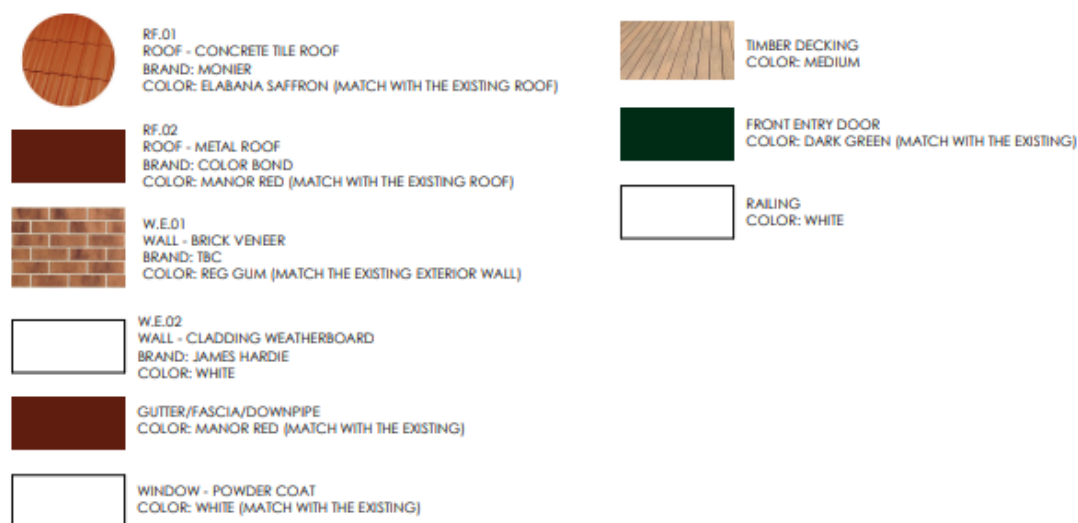 RF.01
ROOF - CONCRETE TILE ROOF
BRAND: MONIER
COLOR: ELABANA SAFFRON (MATCH WITH THE EXISTING ROOF)
RF.02
ROOF - METAL ROOF
BRAND: COLOR BOND
COLOR: MANOR RED (MATCH WITH THE EXISTING ROOF)
W.E.01
WALL - BRICK VENEER
BRAND: TBC
COLOR: REG GUM (MATCH THE EXISTING EXTERIOR WALL)
W.E.02
WALL - CLADDING WEATHERBOARD
BRAND: JAMES HARDIE
COLOR: WHITE
GUTTER/FASCIA/DOWNPIPE
COLOR: MANOR RED (MATCH WITH THE EXISTING)
WINDOW - POWDER COAT
COLOR: WHITE (MATCH WITH THE EXISTING)
TIMBER DECKING
COLOR: MEDIUM
FRONT ENTRY DOOR
COLOR: DARK GREEN (MATCH WITH THE EXISTING)
RAILING
COLOR: WHITE